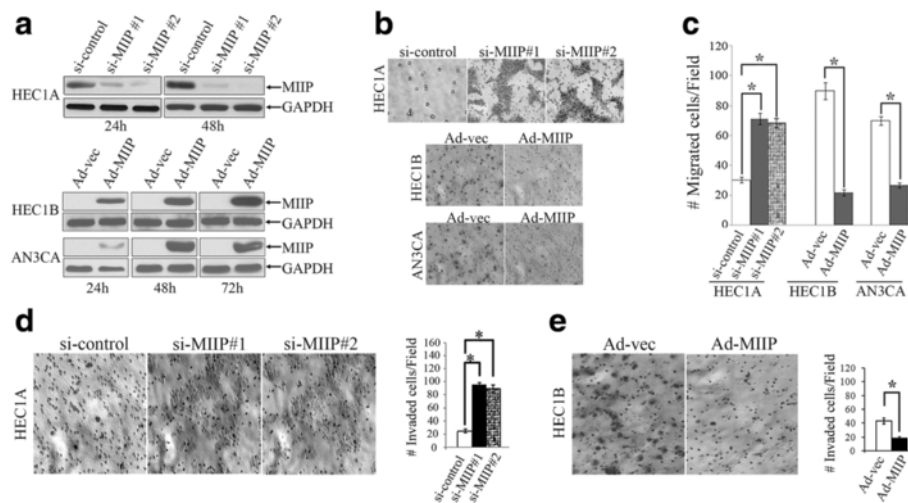 a
si-control si-MIIP#1 si-MIIP#2 si-control si-MIIP#1 si-MIIP#2
HEC1A
MIIP
GAPDH
24h 48h
Ad-vec Ad-MIIP Ad-vec Ad-MIIP Ad-vec Ad-MIIP
HEC1B
MIIP
GAPDH
AN3CA
MIIP
GAPDH
24h 48h 72h
b
si-control si-MIIP#1 si-MIIP#2
HEC1A
Ad-vec Ad-MIIP
HEC1B
Ad-vec Ad-MIIP
AN3CA
c
# Migrated cells/Field
120
100
80
60
40
20
0
* * * *
si-control si-MIIP#1 si-MIIP#2 Ad-vec Ad-MIIP Ad-vec Ad-MIIP
HEC1A HEC1B AN3CA
d
si-control si-MIIP#1 si-MIIP#2
HEC1A
# Invaded cells/Field
160
140
120
100
80
60
40
20
0
* *
si-control si-MIIP#1 si-MIIP#2
e
Ad-vec Ad-MIIP
HEC1B
# Invaded cells/Field
100
80
60
40
20
0
*
Ad-vec Ad-MIIP